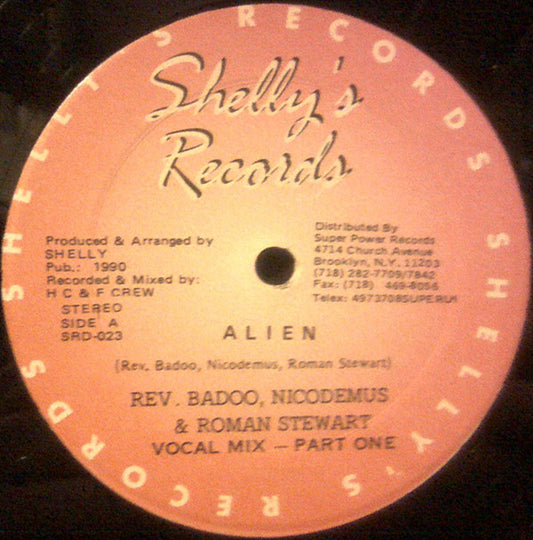 SHELLY'S RECORDS SHELLY'S RECORDS
Shelly's
Records
Produced & Arranged by
SHELLY
Pub.: 1990
Recorded & Mixed by:
H C & F CREW
STEREO
SIDE A
SRD-023
Distributed By
Super Power Records
4714 Church Avenue
Brooklyn, N.Y. 11203
(718) 282-7709/7842
Fax: (718) 469-8056
Telex: 4973708SUPERUI
ALIEN
(Rev. Badoo, Nicodemus, Roman Stewart)
REV. BADOO, NICODEMUS
& ROMAN STEWART
VOCAL MIX — PART ONE